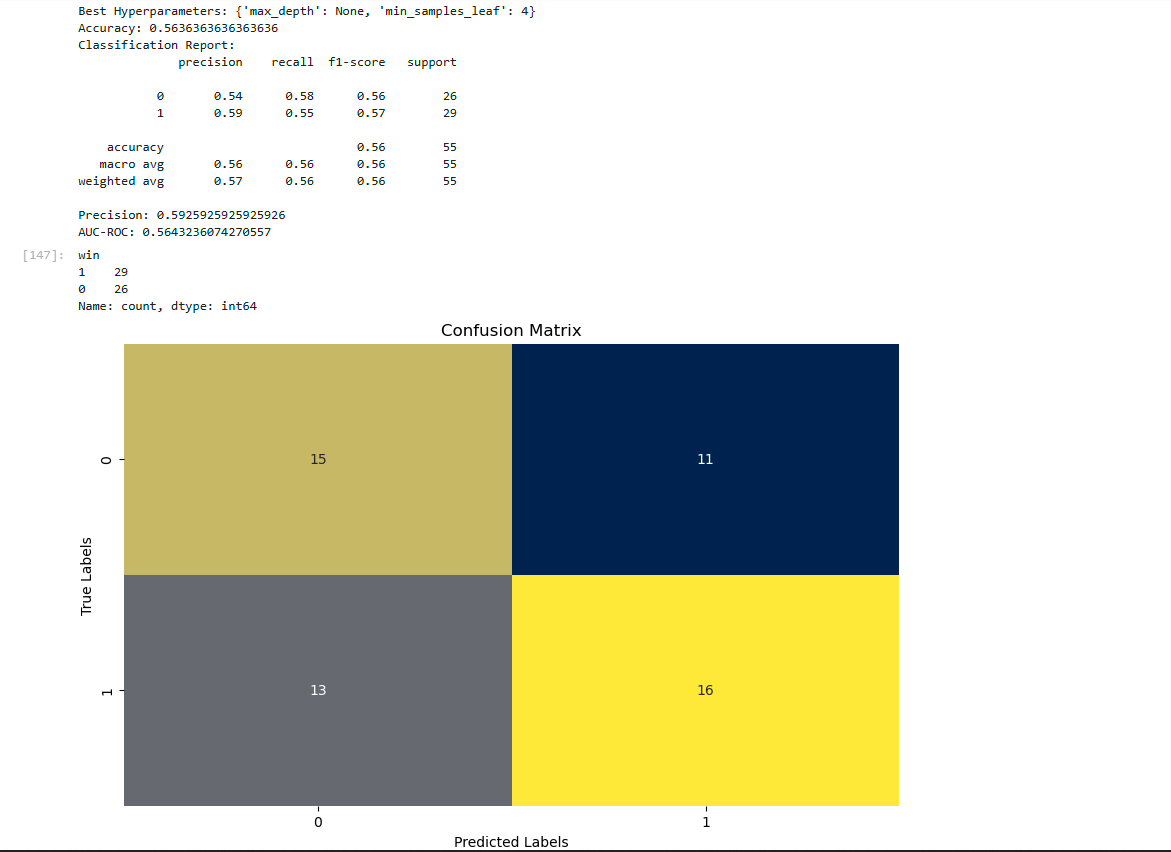 Best Hyperparameters: {'max_depth': None, 'min_samples_leaf': 4}
Accuracy: 0.5636363636363636
Classification Report:
precision recall f1-score support
0 0.54 0.58 0.56 26
1 0.59 0.55 0.57 29
accuracy 0.56 55
macro avg 0.56 0.56 0.56 55
weighted avg 0.57 0.56 0.56 55
Precision: 0.5925925925925926
AUC-ROC: 0.5643236074270557
[147]: win
1 29
0 26
Name: count, dtype: int64
Confusion Matrix
0 15 11
True Labels
1 13 16
0 1
Predicted Labels